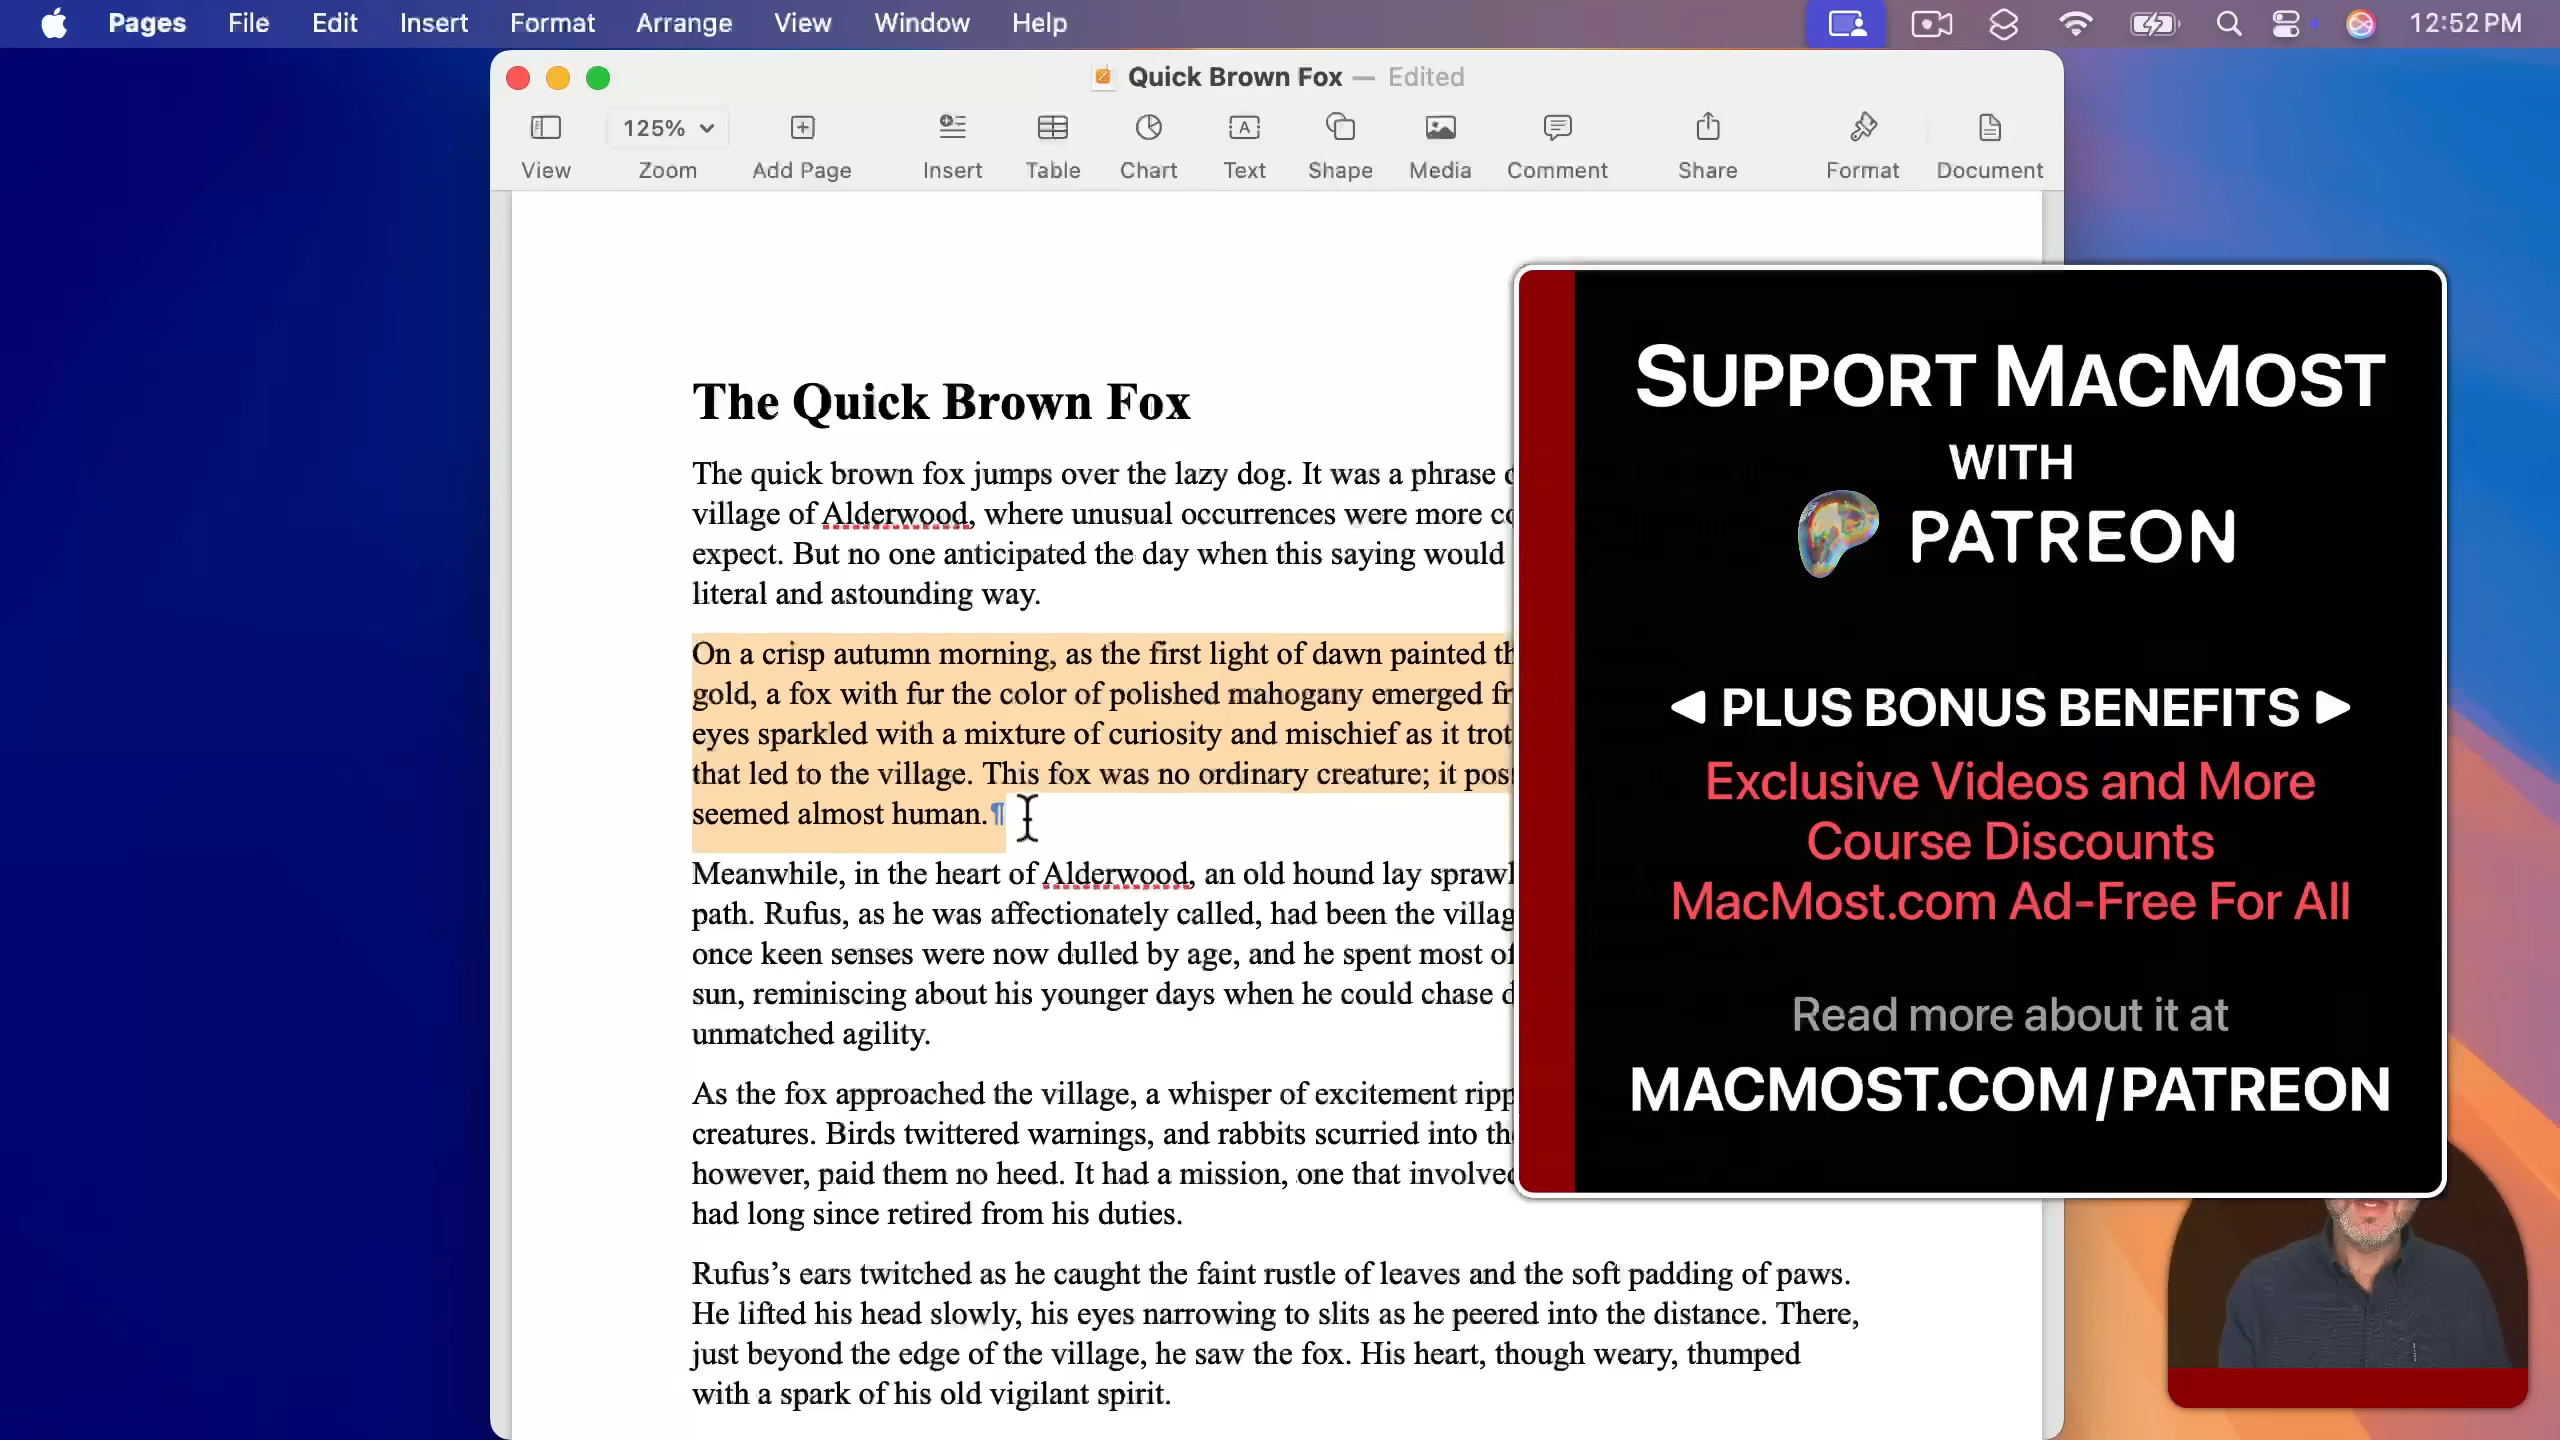 Pages File Edit Insert Format Arrange View Window Help 12:52 PM
Quick Brown Fox — Edited
125%
View Zoom Add Page Insert Table Chart Text Shape Media Comment Share Format Document
The Quick Brown Fox
The quick brown fox jumps over the lazy dog. It was a phrase
village of Alderwood, where unusual occurrences were more
expect. But no one anticipated the day when this saying would
literal and astounding way.
On a crisp autumn morning, as the first light of dawn painted
gold, a fox with fur the color of polished mahogany emerged
eyes sparkled with a mixture of curiosity and mischief as it
that led to the village. This fox was no ordinary creature; it
seemed almost human.¶
Meanwhile, in the heart of Alderwood, an old hound lay
path. Rufus, as he was affectionately called, had been the
once keen senses were now dulled by age, and he spent most
sun, reminiscing about his younger days when he could chase
unmatched agility.
As the fox approached the village, a whisper of excitement
creatures. Birds twittered warnings, and rabbits scurried into
however, paid them no heed. It had a mission, one that
had long since retired from his duties.
Rufus’s ears twitched as he caught the faint rustle of leaves and the soft padding of paws.
He lifted his head slowly, his eyes narrowing to slits as he peered into the distance. There,
just beyond the edge of the village, he saw the fox. His heart, though weary, thumped
with a spark of his old vigilant spirit.
SUPPORT MACMOST
WITH
PATREON
◀ PLUS BONUS BENEFITS ▶
Exclusive Videos and More
Course Discounts
MacMost.com Ad-Free For All
Read more about it at
MACMOST.COM/PATREON